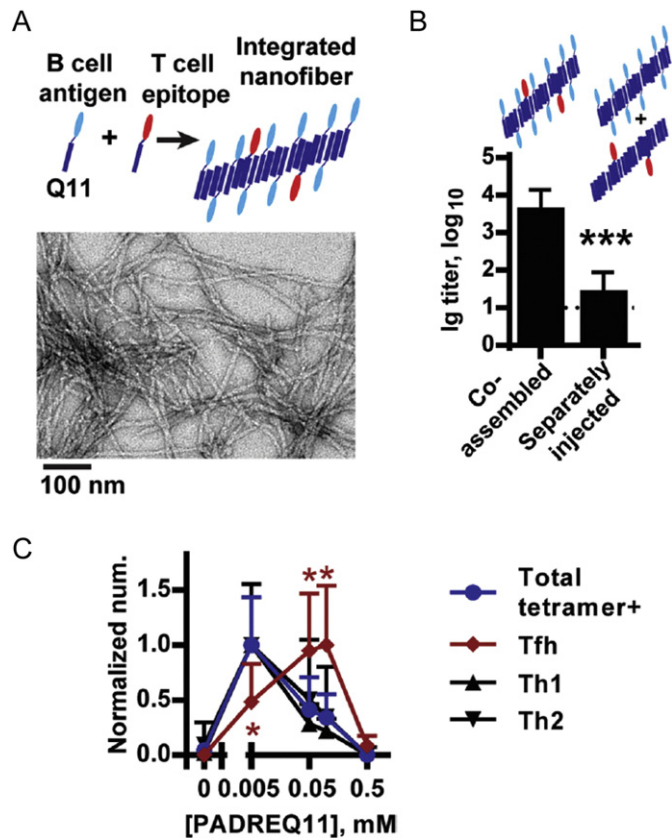 A
B cell
antigen
+
T cell
epitope
Integrated
nanofiber
Q11
100 nm
B
+
Ig titer, log10
5
4
3
2
1
0
***
Co-
assembled
Separately
injected
C
Normalized num.
1.5
1.0
0.5
0.0
* *
*
0 0.005 0.05 0.5
[PADREQ11], mM
Total
tetramer+
Tfh
Th1
Th2